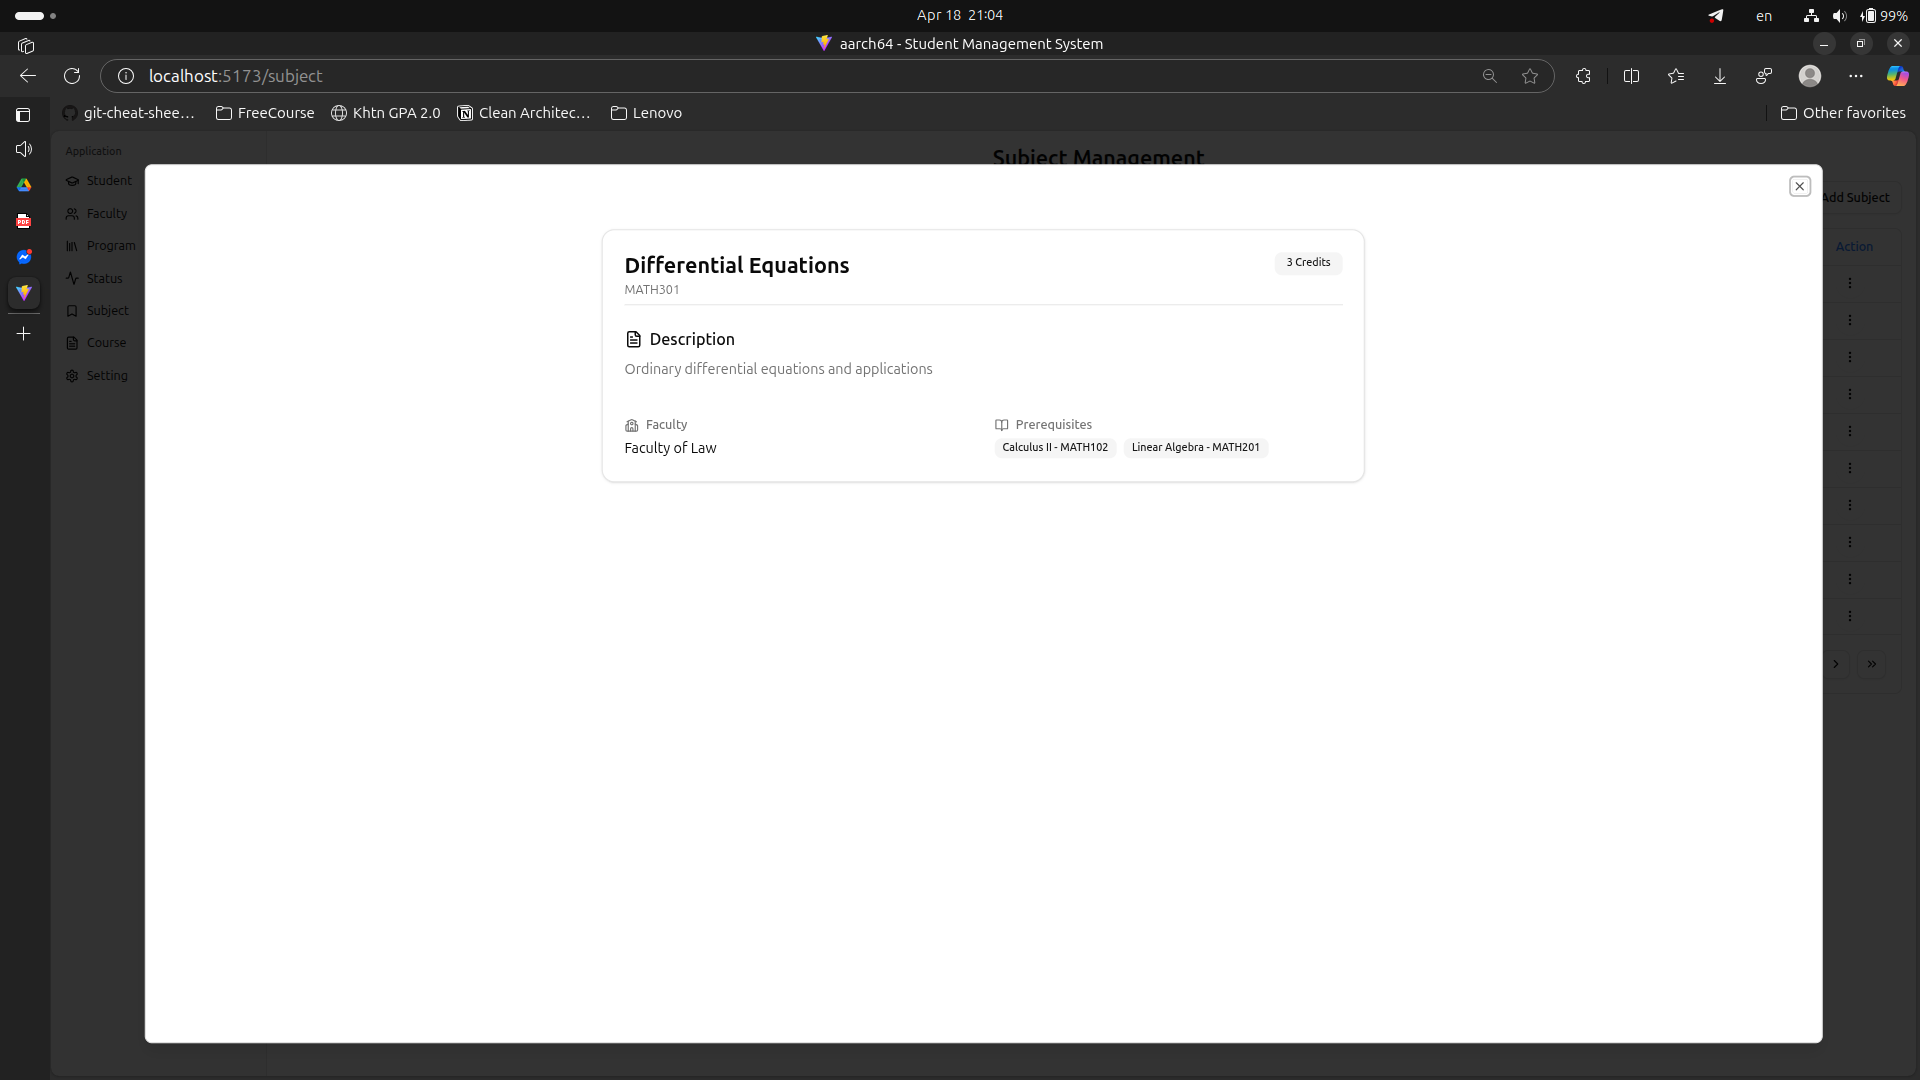 Apr 18 21:04
en
99%
aarch64 - Student Management System
localhost:5173/subject
git-cheat-shee...
FreeCourse
Khtn GPA 2.0
Clean Architec...
Lenovo
Other favorites
Application
Subject Management
Student
Faculty
Program
Status
Subject
Course
Setting
Add Subject
Action
Differential Equations
3 Credits
MATH301
Description
Ordinary differential equations and applications
Faculty
Prerequisites
Faculty of Law
Calculus II - MATH102
Linear Algebra - MATH201